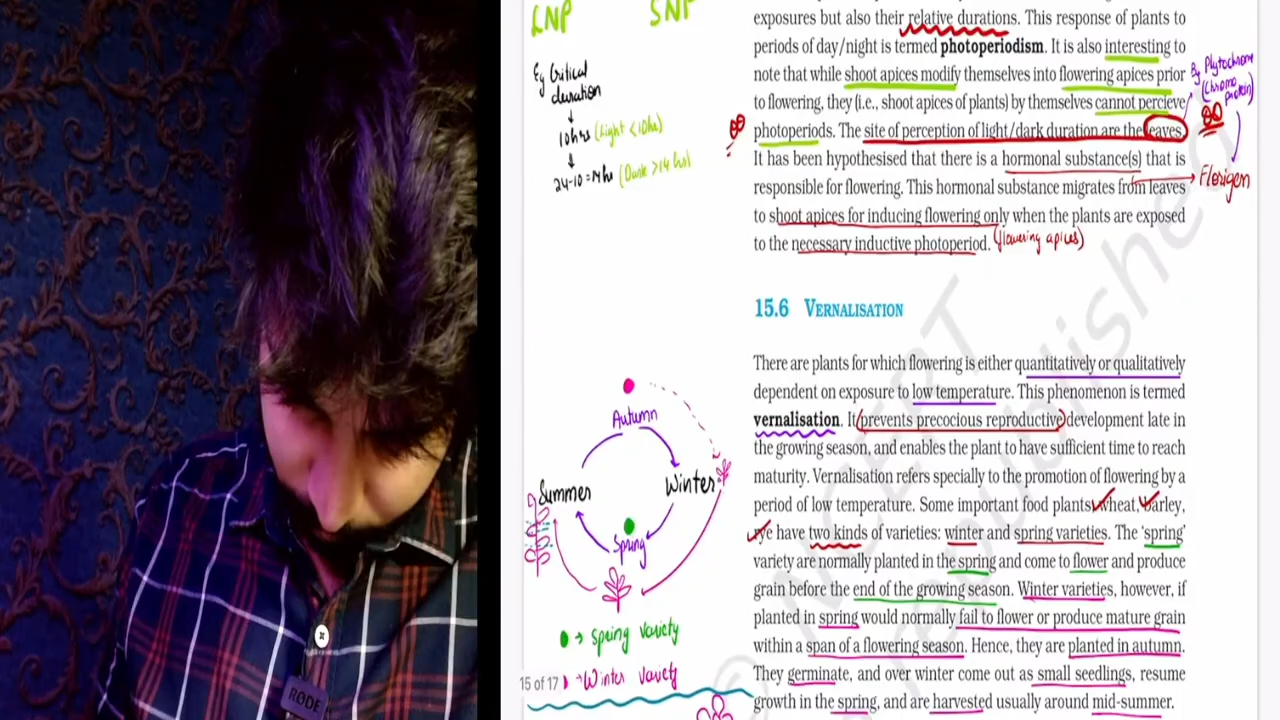 LNP SNP
Eg Critical
duration
10hrs (Light <10hr)
24-10 = 14hr (Dark >14 hr)
exposures but also their relative durations. This response of plants to
periods of day/night is termed photoperiodism. It is also interesting to
note that while shoot apices modify themselves into flowering apices prior
to flowering, they (i.e., shoot apices of plants) by themselves cannot percieve
photoperiods. The site of perception of light/dark duration are the leaves.
It has been hypothesised that there is a hormonal substance(s) that is
responsible for flowering. This hormonal substance migrates from leaves
to shoot apices for inducing flowering only when the plants are exposed
to the necessary inductive photoperiod. (flowering apices)
By Phytochrome
(Chromo
protein)
Florigen
15.6 VERNALISATION
There are plants for which flowering is either quantitatively or qualitatively
dependent on exposure to low temperature. This phenomenon is termed
vernalisation. It prevents precocious reproductive development late in
the growing season, and enables the plant to have sufficient time to reach
maturity. Vernalisation refers specially to the promotion of flowering by a
period of low temperature. Some important food plants, wheat, barley,
rye have two kinds of varieties: winter and spring varieties. The ‘spring’
variety are normally planted in the spring and come to flower and produce
grain before the end of the growing season. Winter varieties, however, if
planted in spring would normally fail to flower or produce mature grain
within a span of a flowering season. Hence, they are planted in autumn.
They germinate, and over winter come out as small seedlings, resume
growth in the spring, and are harvested usually around mid-summer.
Autumn
Summer Winter
Spring
→ Spring variety
→ Winter variety
15 of 17
RØDE